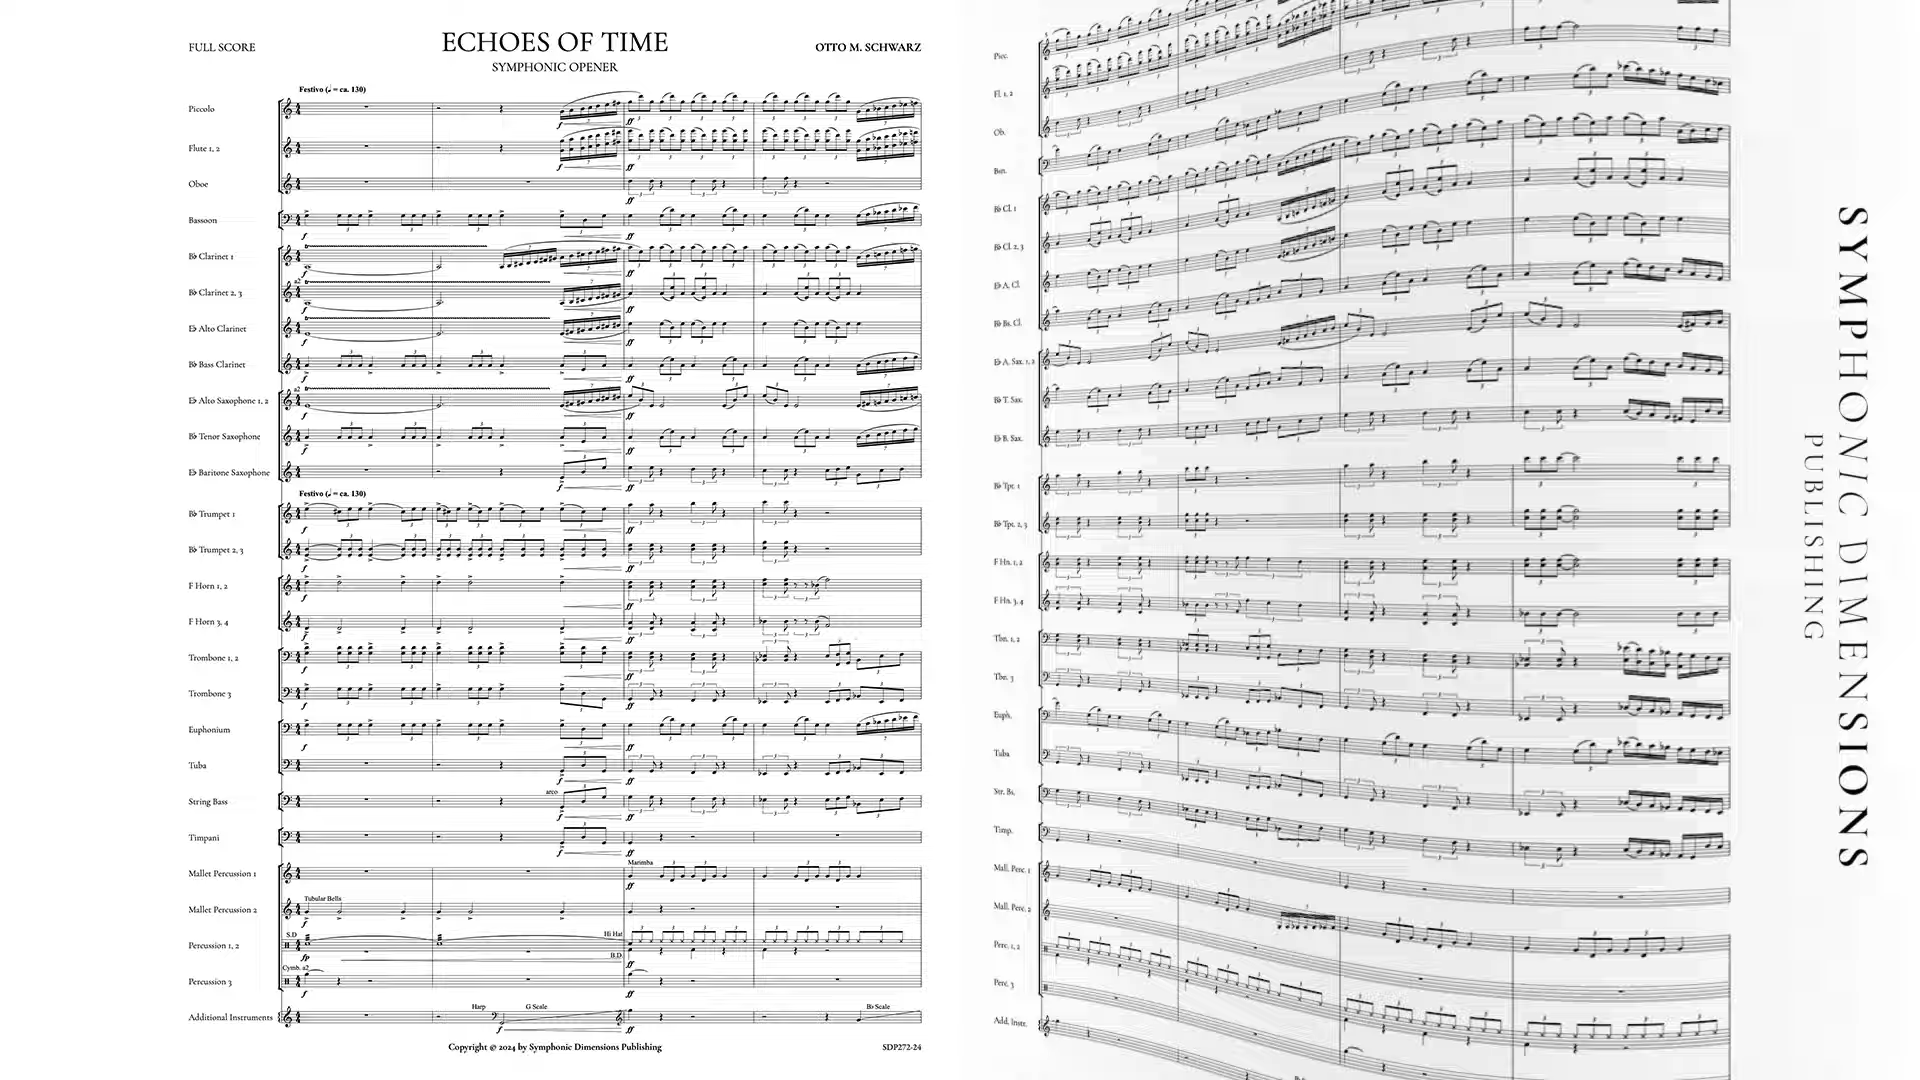 FULL SCORE
ECHOES OF TIME
OTTO M. SCHWARZ
SYMPHONIC OPENER
Festivo (♩ = ca. 130)
Piccolo
Flute 1, 2
Oboe
Bassoon
B♭ Clarinet 1
B♭ Clarinet 2, 3
a2
E♭ Alto Clarinet
B♭ Bass Clarinet
E♭ Alto Saxophone 1, 2
a2
B♭ Tenor Saxophone
E♭ Baritone Saxophone
Festivo (♩ = ca. 130)
B♭ Trumpet 1
B♭ Trumpet 2, 3
F Horn 1, 2
F Horn 3, 4
Trombone 1, 2
Trombone 3
Euphonium
Tuba
arco
String Bass
Timpani
Marimba
Mallet Percussion 1
Tubular Bells
Mallet Percussion 2
S.D
Hi Hat
Percussion 1, 2
B.D
Cymb. a2
Percussion 3
Harp
G Scale
B♭ Scale
Additional Instruments
Copyright © 2024 by Symphonic Dimensions Publishing
SDP272-24
Picc.
Fl. 1, 2
Ob.
Bsn.
B♭ Cl. 1
B♭ Cl. 2, 3
E♭ A. Cl.
B♭ Bs. Cl.
E♭ A. Sax. 1, 2
B♭ T. Sax.
E♭ B. Sax.
B♭ Tpt. 1
B♭ Tpt. 2, 3
F Hn. 1, 2
F Hn. 3, 4
Tbn. 1, 2
Tbn. 3
Euph.
Tuba
Str. Bs.
Timp.
Mall. Perc. 1
Mall. Perc. 2
Perc. 1, 2
Perc. 3
Add. Instr.
SYMPHONIC DIMENSIONS
PUBLISHING